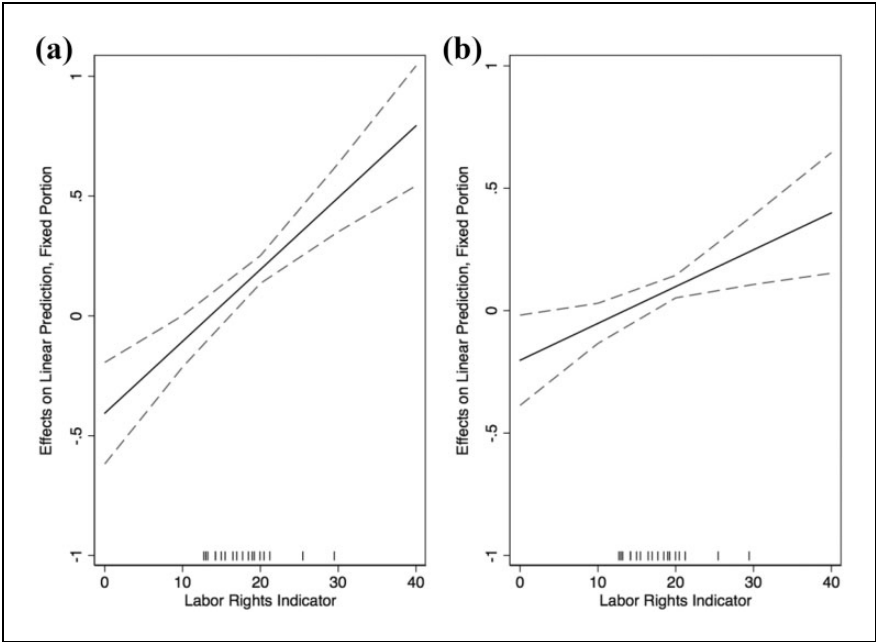 (a)
Effects on Linear Prediction, Fixed Portion
1
.5
0
-.5
-1
0 10 20 30 40
Labor Rights Indicator
(b)
Effects on Linear Prediction, Fixed Portion
1
.5
0
-.5
-1
0 10 20 30 40
Labor Rights Indicator